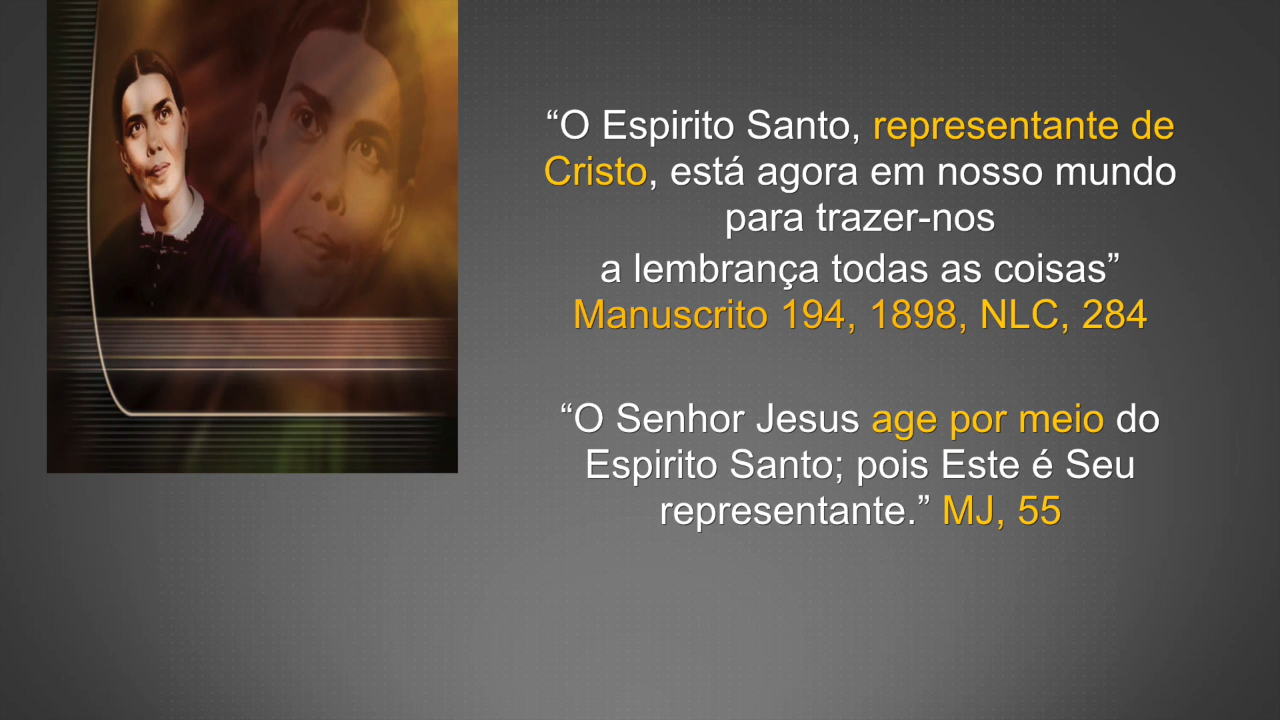 “O Espirito Santo, representante de
Cristo, está agora em nosso mundo
para trazer-nos
a lembrança todas as coisas”
Manuscrito 194, 1898, NLC, 284
“O Senhor Jesus age por meio do
Espirito Santo; pois Este é Seu
representante.” MJ, 55